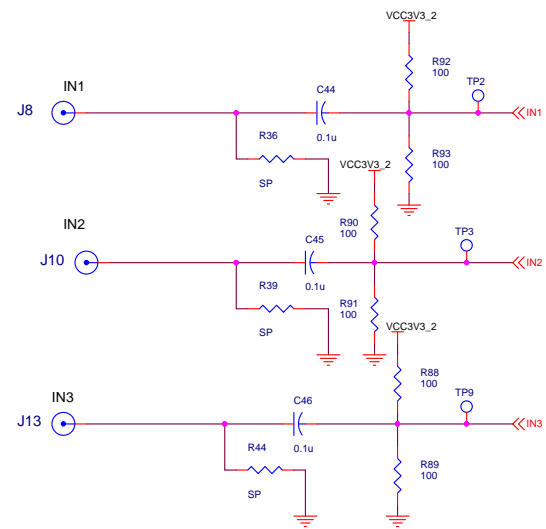 VCC3V3_2
R92
100
IN1
C44
TP2
J8
IN1
R36
0.1u
R93
100
SP
VCC3V3_2
IN2
R90
100
C45
TP3
J10
IN2
R39
0.1u
R91
100
SP
VCC3V3_2
R88
100
IN3
C46
TP9
J13
IN3
R44
0.1u
R89
100
SP